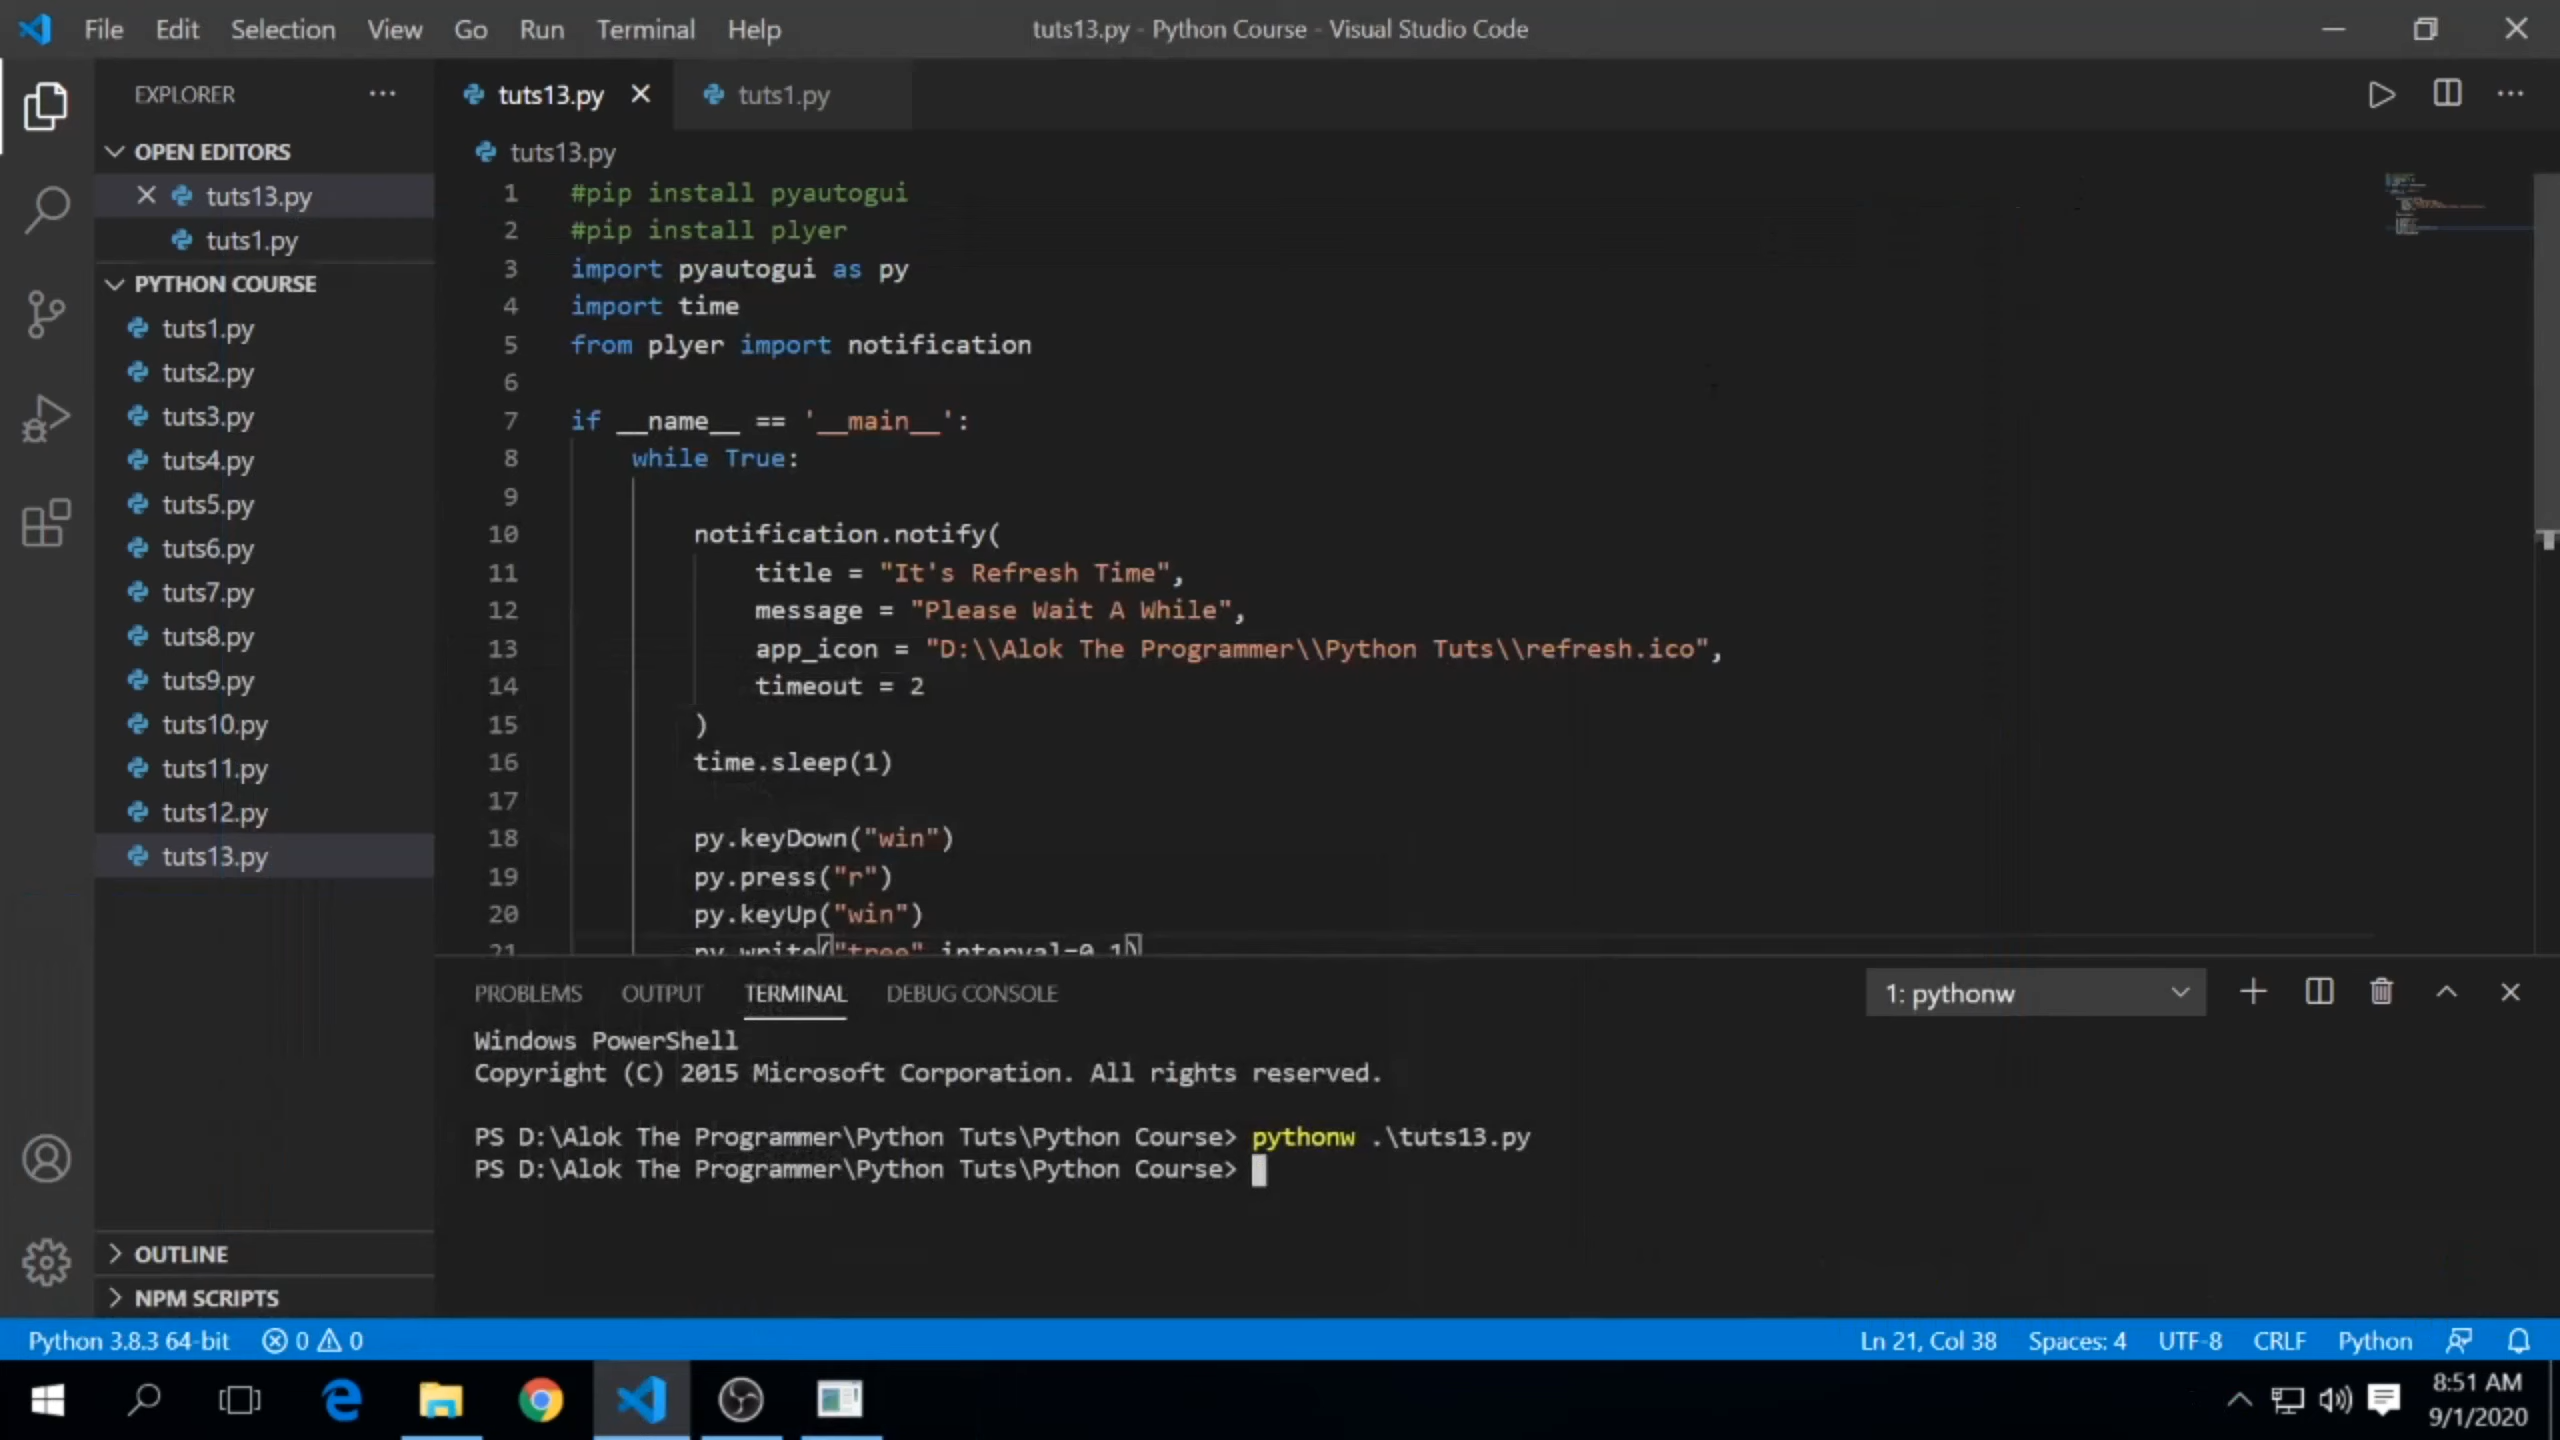 File Edit Selection View Go Run Terminal Help tuts13.py - Python Course - Visual Studio Code
EXPLORER
OPEN EDITORS
tuts13.py
tuts1.py
PYTHON COURSE
tuts1.py
tuts2.py
tuts3.py
tuts4.py
tuts5.py
tuts6.py
tuts7.py
tuts8.py
tuts9.py
tuts10.py
tuts11.py
tuts12.py
tuts13.py
OUTLINE
NPM SCRIPTS
tuts13.py tuts1.py
tuts13.py
1 #pip install pyautogui
2 #pip install plyer
3 import pyautogui as py
4 import time
5 from plyer import notification
6
7 if __name__ == '__main__':
8 while True:
9
10 notification.notify(
11 title = "It's Refresh Time",
12 message = "Please Wait A While",
13 app_icon = "D:\\Alok The Programmer\\Python Tuts\\refresh.ico",
14 timeout = 2
15 )
16 time.sleep(1)
17
18 py.keyDown("win")
19 py.press("r")
20 py.keyUp("win")
21 py.write("tree",interval=0.1)
PROBLEMS OUTPUT TERMINAL DEBUG CONSOLE 1: pythonw
Windows PowerShell
Copyright (C) 2015 Microsoft Corporation. All rights reserved.
PS D:\Alok The Programmer\Python Tuts\Python Course> pythonw .\tuts13.py
PS D:\Alok The Programmer\Python Tuts\Python Course>
Python 3.8.3 64-bit 0 0 Ln 21, Col 38 Spaces: 4 UTF-8 CRLF Python
8:51 AM
9/1/2020